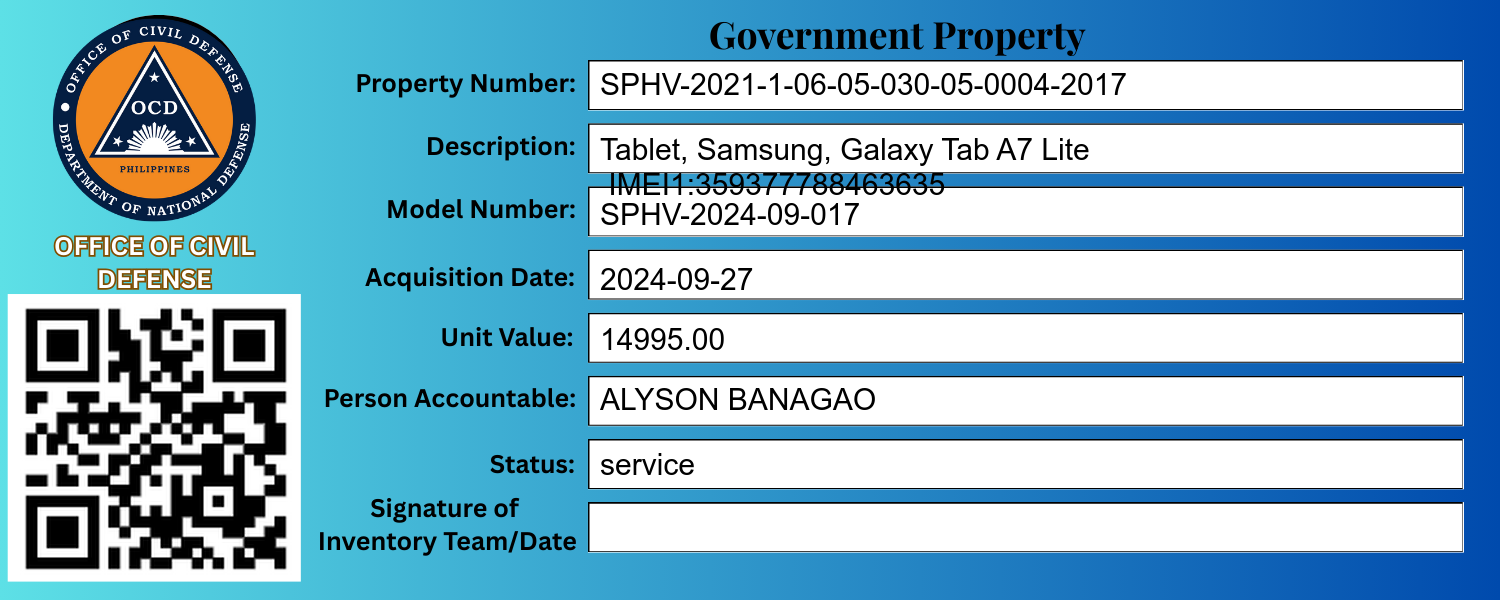 OFFICE OF CIVIL DEFENSE
OCD
PHILIPPINES
DEPARTMENT OF NATIONAL DEFENSE
OFFICE OF CIVIL
DEFENSE
Government Property
Property Number: SPHV-2021-1-06-05-030-05-0004-2017
Description: Tablet, Samsung, Galaxy Tab A7 Lite
IMEI1:359377788463635
Model Number: SPHV-2024-09-017
Acquisition Date: 2024-09-27
Unit Value: 14995.00
Person Accountable: ALYSON BANAGAO
Status: service
Signature of
Inventory Team/Date